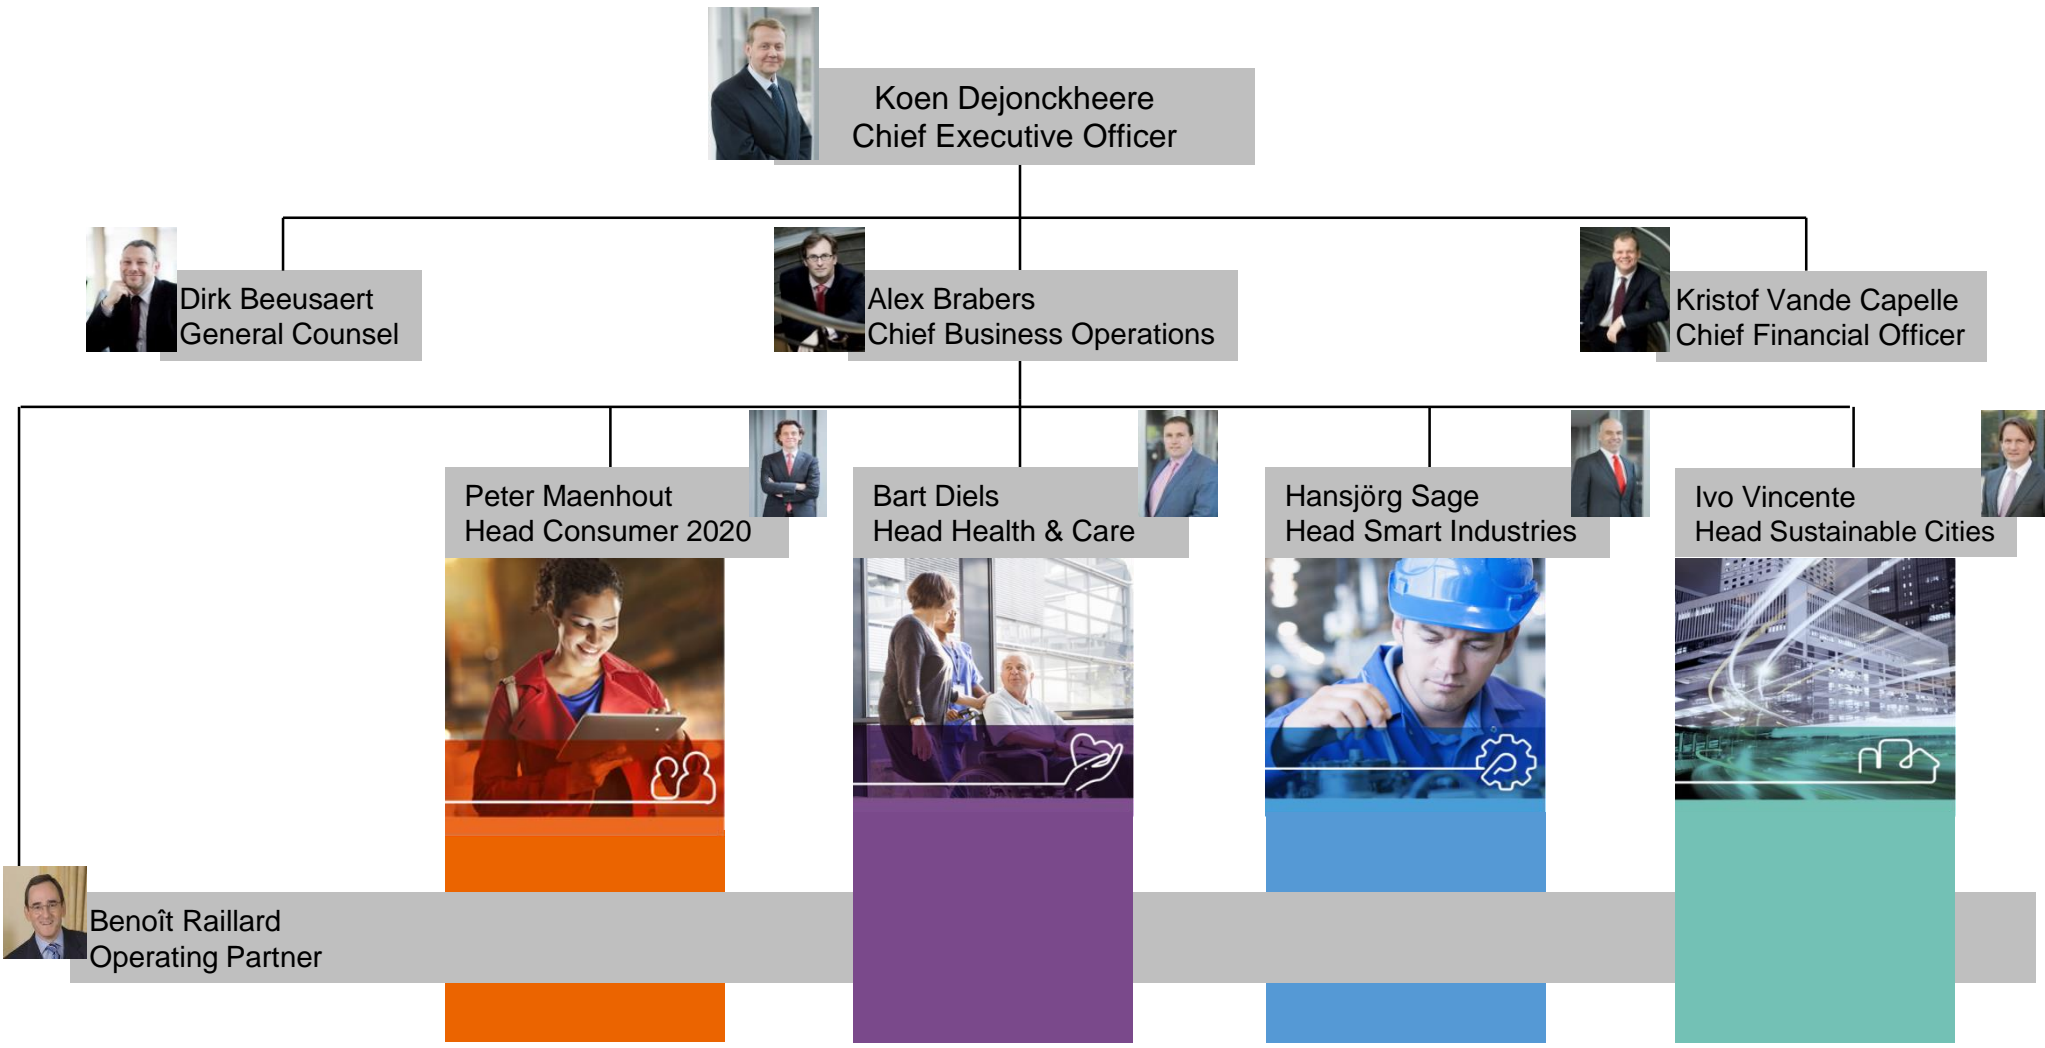 Koen Dejonckheere
Chief Executive Officer
Dirk Beeusaert
General Counsel
Alex Brabers
Chief Business Operations
Kristof Vande Capelle
Chief Financial Officer
Peter Maenhout
Head Consumer 2020
Bart Diels
Head Health & Care
Hansjörg Sage
Head Smart Industries
Ivo Vincente
Head Sustainable Cities
Benoît Raillard
Operating Partner